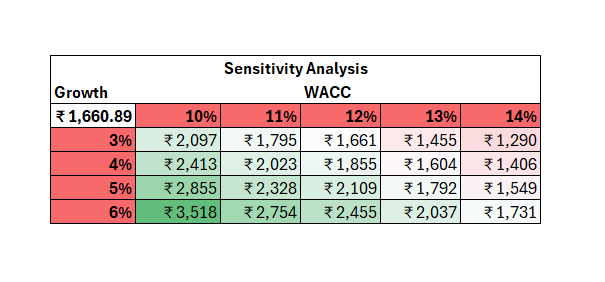 Sensitivity Analysis
Growth WACC
₹ 1,660.89 10% 11% 12% 13% 14%
3% ₹ 2,097 ₹ 1,795 ₹ 1,661 ₹ 1,455 ₹ 1,290
4% ₹ 2,413 ₹ 2,023 ₹ 1,855 ₹ 1,604 ₹ 1,406
5% ₹ 2,855 ₹ 2,328 ₹ 2,109 ₹ 1,792 ₹ 1,549
6% ₹ 3,518 ₹ 2,754 ₹ 2,455 ₹ 2,037 ₹ 1,731